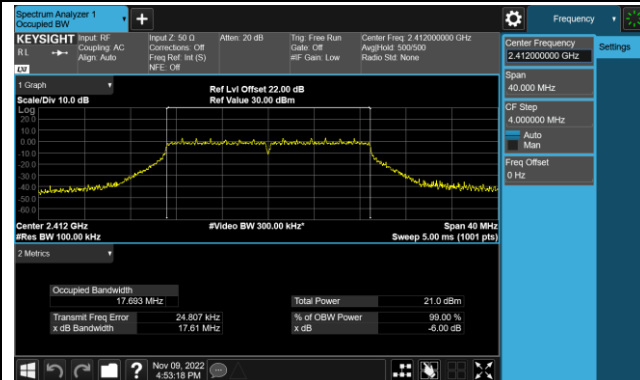 Spectrum Analyzer 1
Occupied BW
Frequency
KEYSIGHT
RL
LXI
Input: RF
Coupling: AC
Align: Auto
Input Z: 50 Ω
Corrections: Off
Freq Ref: Int (S)
NFE: Off
Atten: 20 dB
Trig: Free Run
Gate: Off
#IF Gain: Low
Center Freq: 2.412000000 GHz
Avg|Hold: 500/500
Radio Std: None
Center Frequency
2.412000000 GHz
Settings
Span
40.000 MHz
CF Step
4.000000 MHz
Auto
Man
Freq Offset
0 Hz
1 Graph
Scale/Div 10.0 dB
Ref Lvl Offset 22.00 dB
Ref Value 30.00 dBm
Log
20.0
10.0
0.00
-10.0
-20.0
-30.0
-40.0
-50.0
-60.0
Center 2.412 GHz
#Res BW 100.00 kHz
#Video BW 300.00 kHz*
Span 40 MHz
Sweep 5.00 ms (1001 pts)
2 Metrics
Occupied Bandwidth
17.693 MHz
Total Power 21.0 dBm
Transmit Freq Error 24.807 kHz
% of OBW Power 99.00 %
x dB Bandwidth 17.61 MHz
x dB -6.00 dB
?
Nov 09, 2022
4:53:18 PM